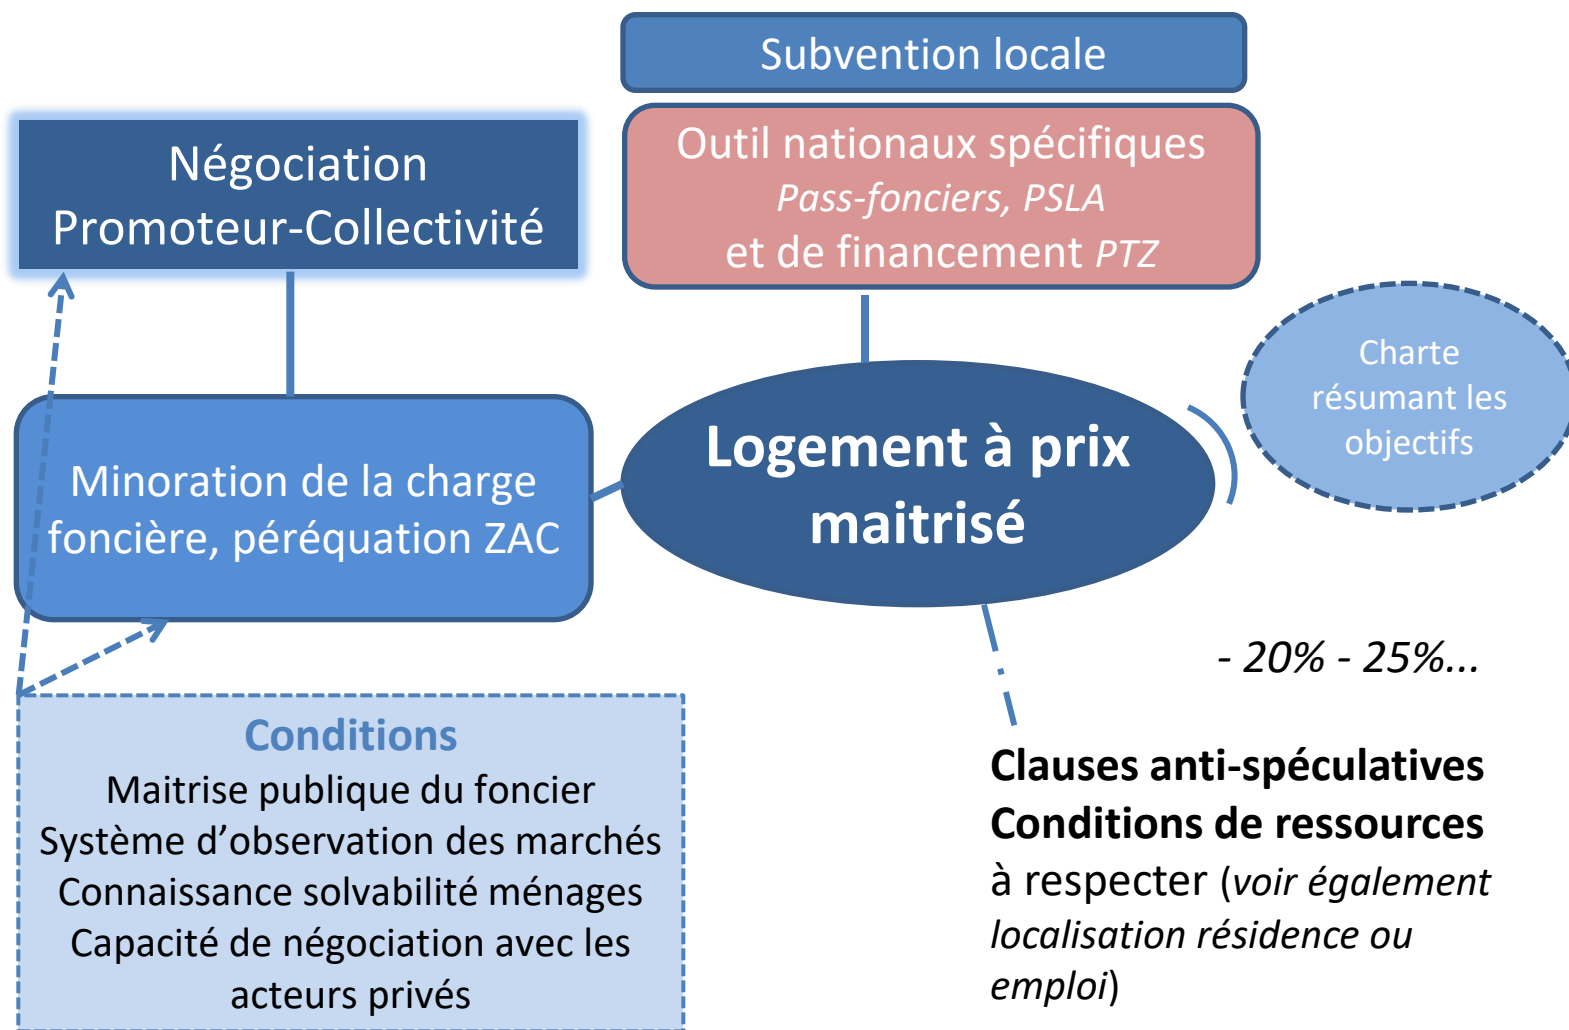 Subvention locale
Négociation
Promoteur-Collectivité
Outil nationaux spécifiques
Pass-fonciers, PSLA
et de financement PTZ
Charte
résumant les
objectifs
Minoration de la charge
foncière, péréquation ZAC
Logement à prix
maitrisé
- 20% - 25%...
Conditions
Maitrise publique du foncier
Système d’observation des marchés
Connaissance solvabilité ménages
Capacité de négociation avec les
acteurs privés
Clauses anti-spéculatives
Conditions de ressources
à respecter (voir également
localisation résidence ou
emploi)